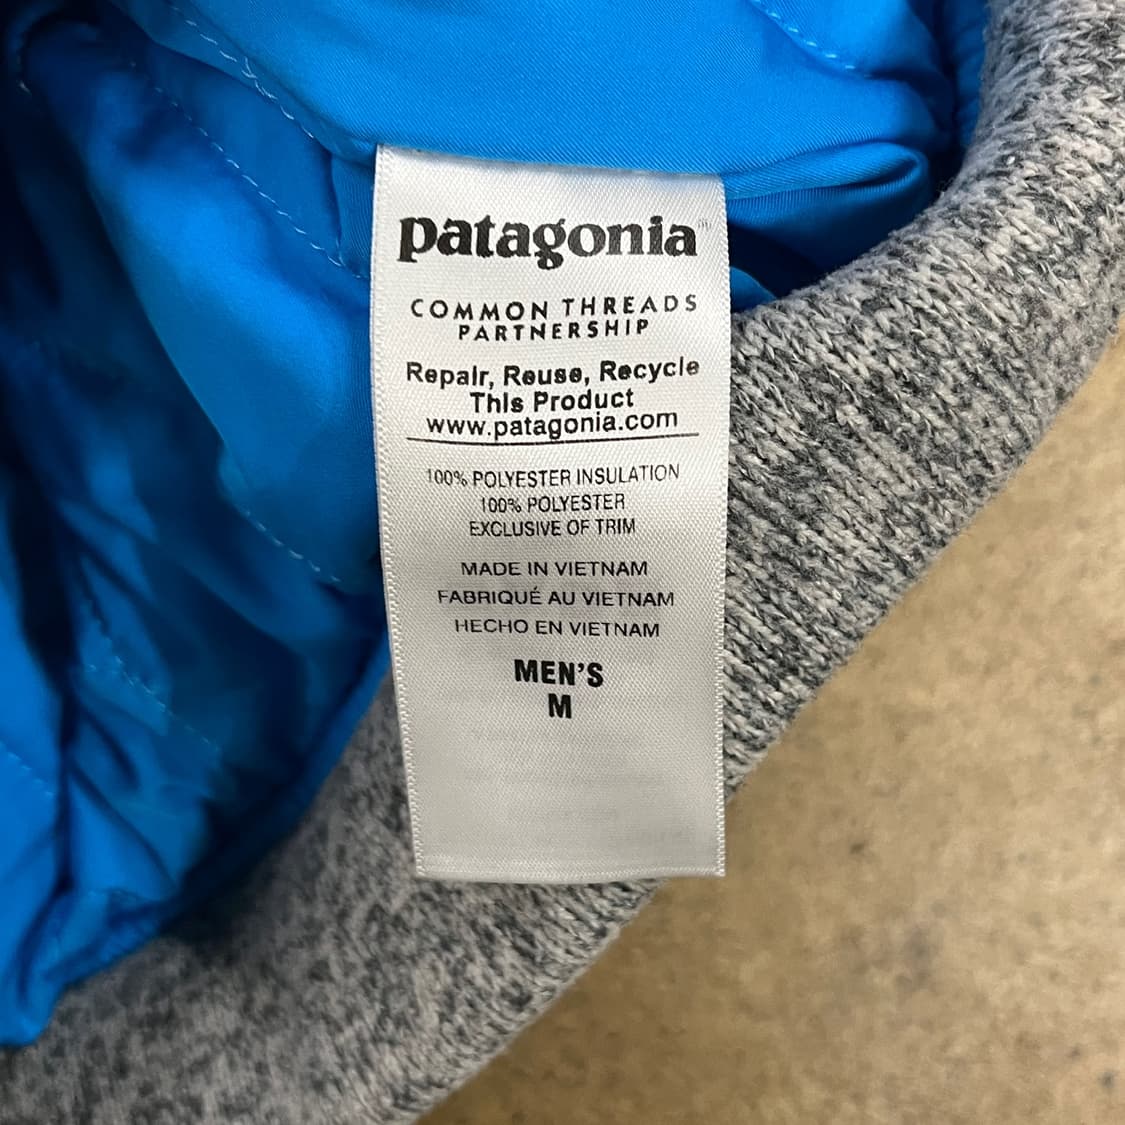 patagonia™
COMMON THREADS
PARTNERSHIP
Repair, Reuse, Recycle
This Product
www.patagonia.com
100% POLYESTER INSULATION
100% POLYESTER
EXCLUSIVE OF TRIM
MADE IN VIETNAM
FABRIQUÉ AU VIETNAM
HECHO EN VIETNAM
MEN'S
M